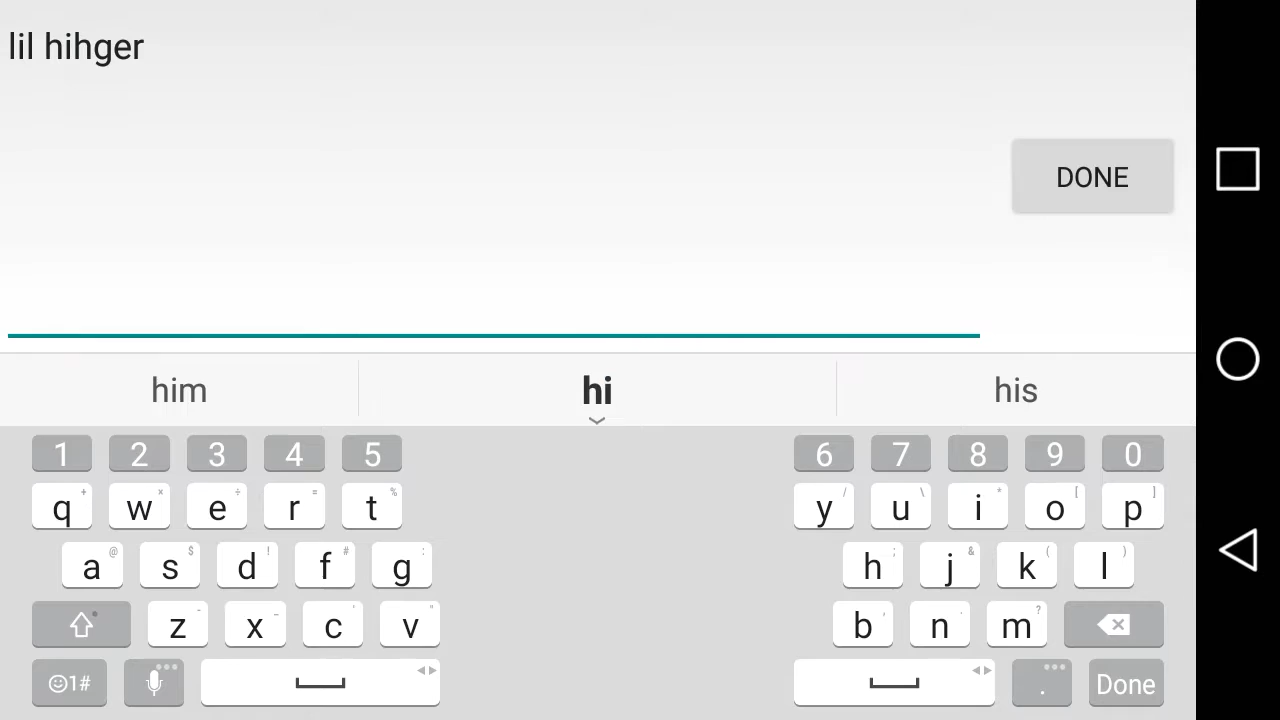 lil hihger
DONE
him hi his
1 2 3 4 5 6 7 8 9 0
q + w × e ÷ r = t % y / u \ i * o [ p ]
a @ s $ d ! f # g : h ; j & k ( l )
z - x _ c ' v " b , n . m ?
1#
. Done